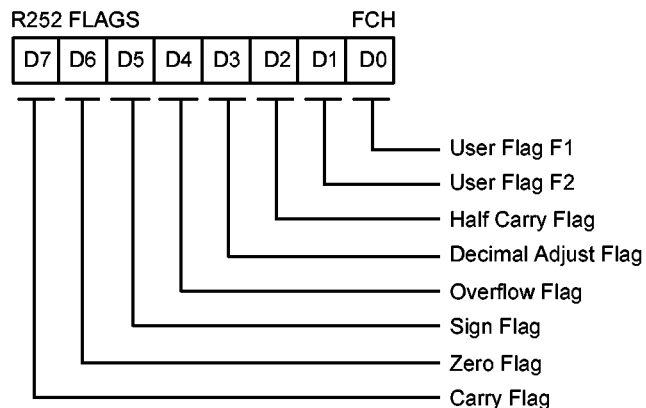 R252 FLAGS FCH
D7 D6 D5 D4 D3 D2 D1 D0
User Flag F1
User Flag F2
Half Carry Flag
Decimal Adjust Flag
Overflow Flag
Sign Flag
Zero Flag
Carry Flag